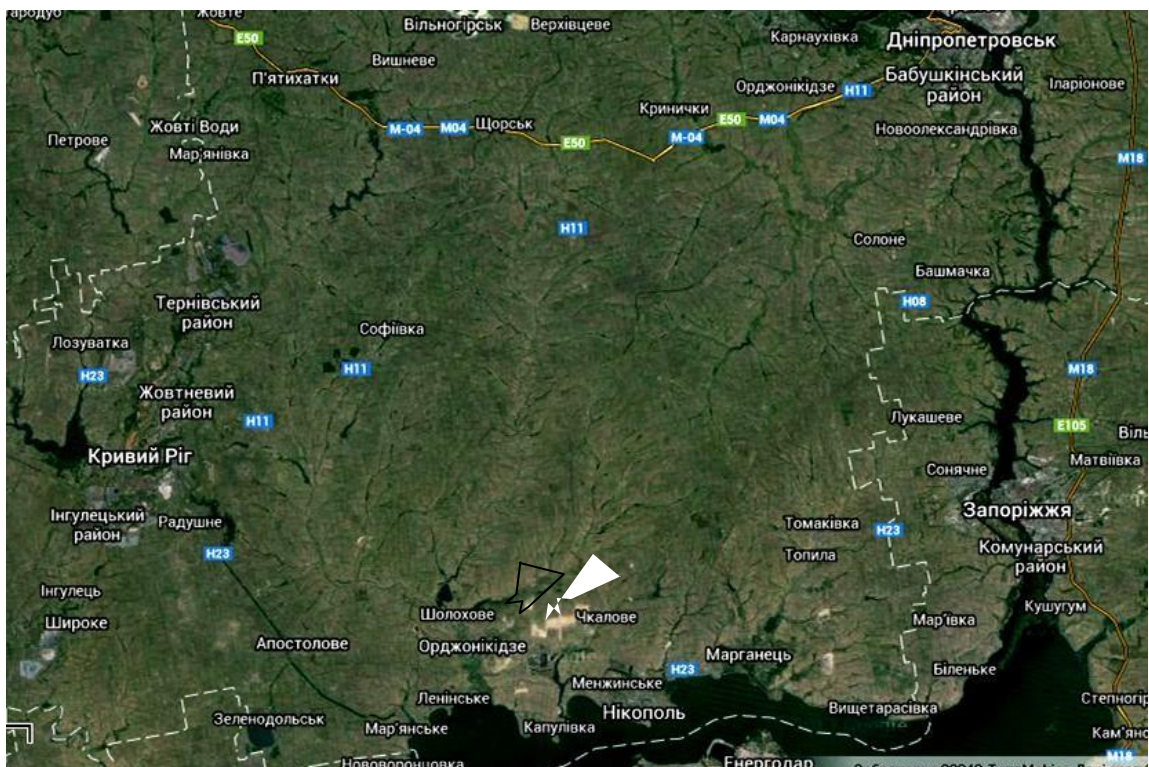 Жовте
Вільногірськ
Верхівцеве
Карнаухівка
Дніпропетровськ
E50
Вишневе
П'ятихатки
Орджонікідзе
H11
Бабушкінський
район
Іларіонове
Кринички
E50
M04
Жовті Води
M-04
M04
Щорськ
M-04
Новоолександрівка
Петрове
Мар'янівка
E50
M18
H11
Солоне
Башмачка
Тернівський
район
H08
Софіївка
Лозуватка
H23
H11
M18
Жовтневий
район
H11
Лукашеве
E105
Віль
Кривий Ріг
Сонячне
Матвіївка
Інгулецький
район
Радушне
Томаківка
H23
Запоріжжя
H23
Топила
Комунарський
район
Інгулець
Широке
Шолохове
Чкалове
Мар'ївка
Кушугум
Апостолове
Орджонікідзе
Марганець
H23
Біленьке
Менжинське
Ленінське
Степногір
Зеленодольськ
Мар'янське
Капулівка
Нікополь
Вищетарасівка
Кам'яно
M18
Нововоронцовка
Енергодар